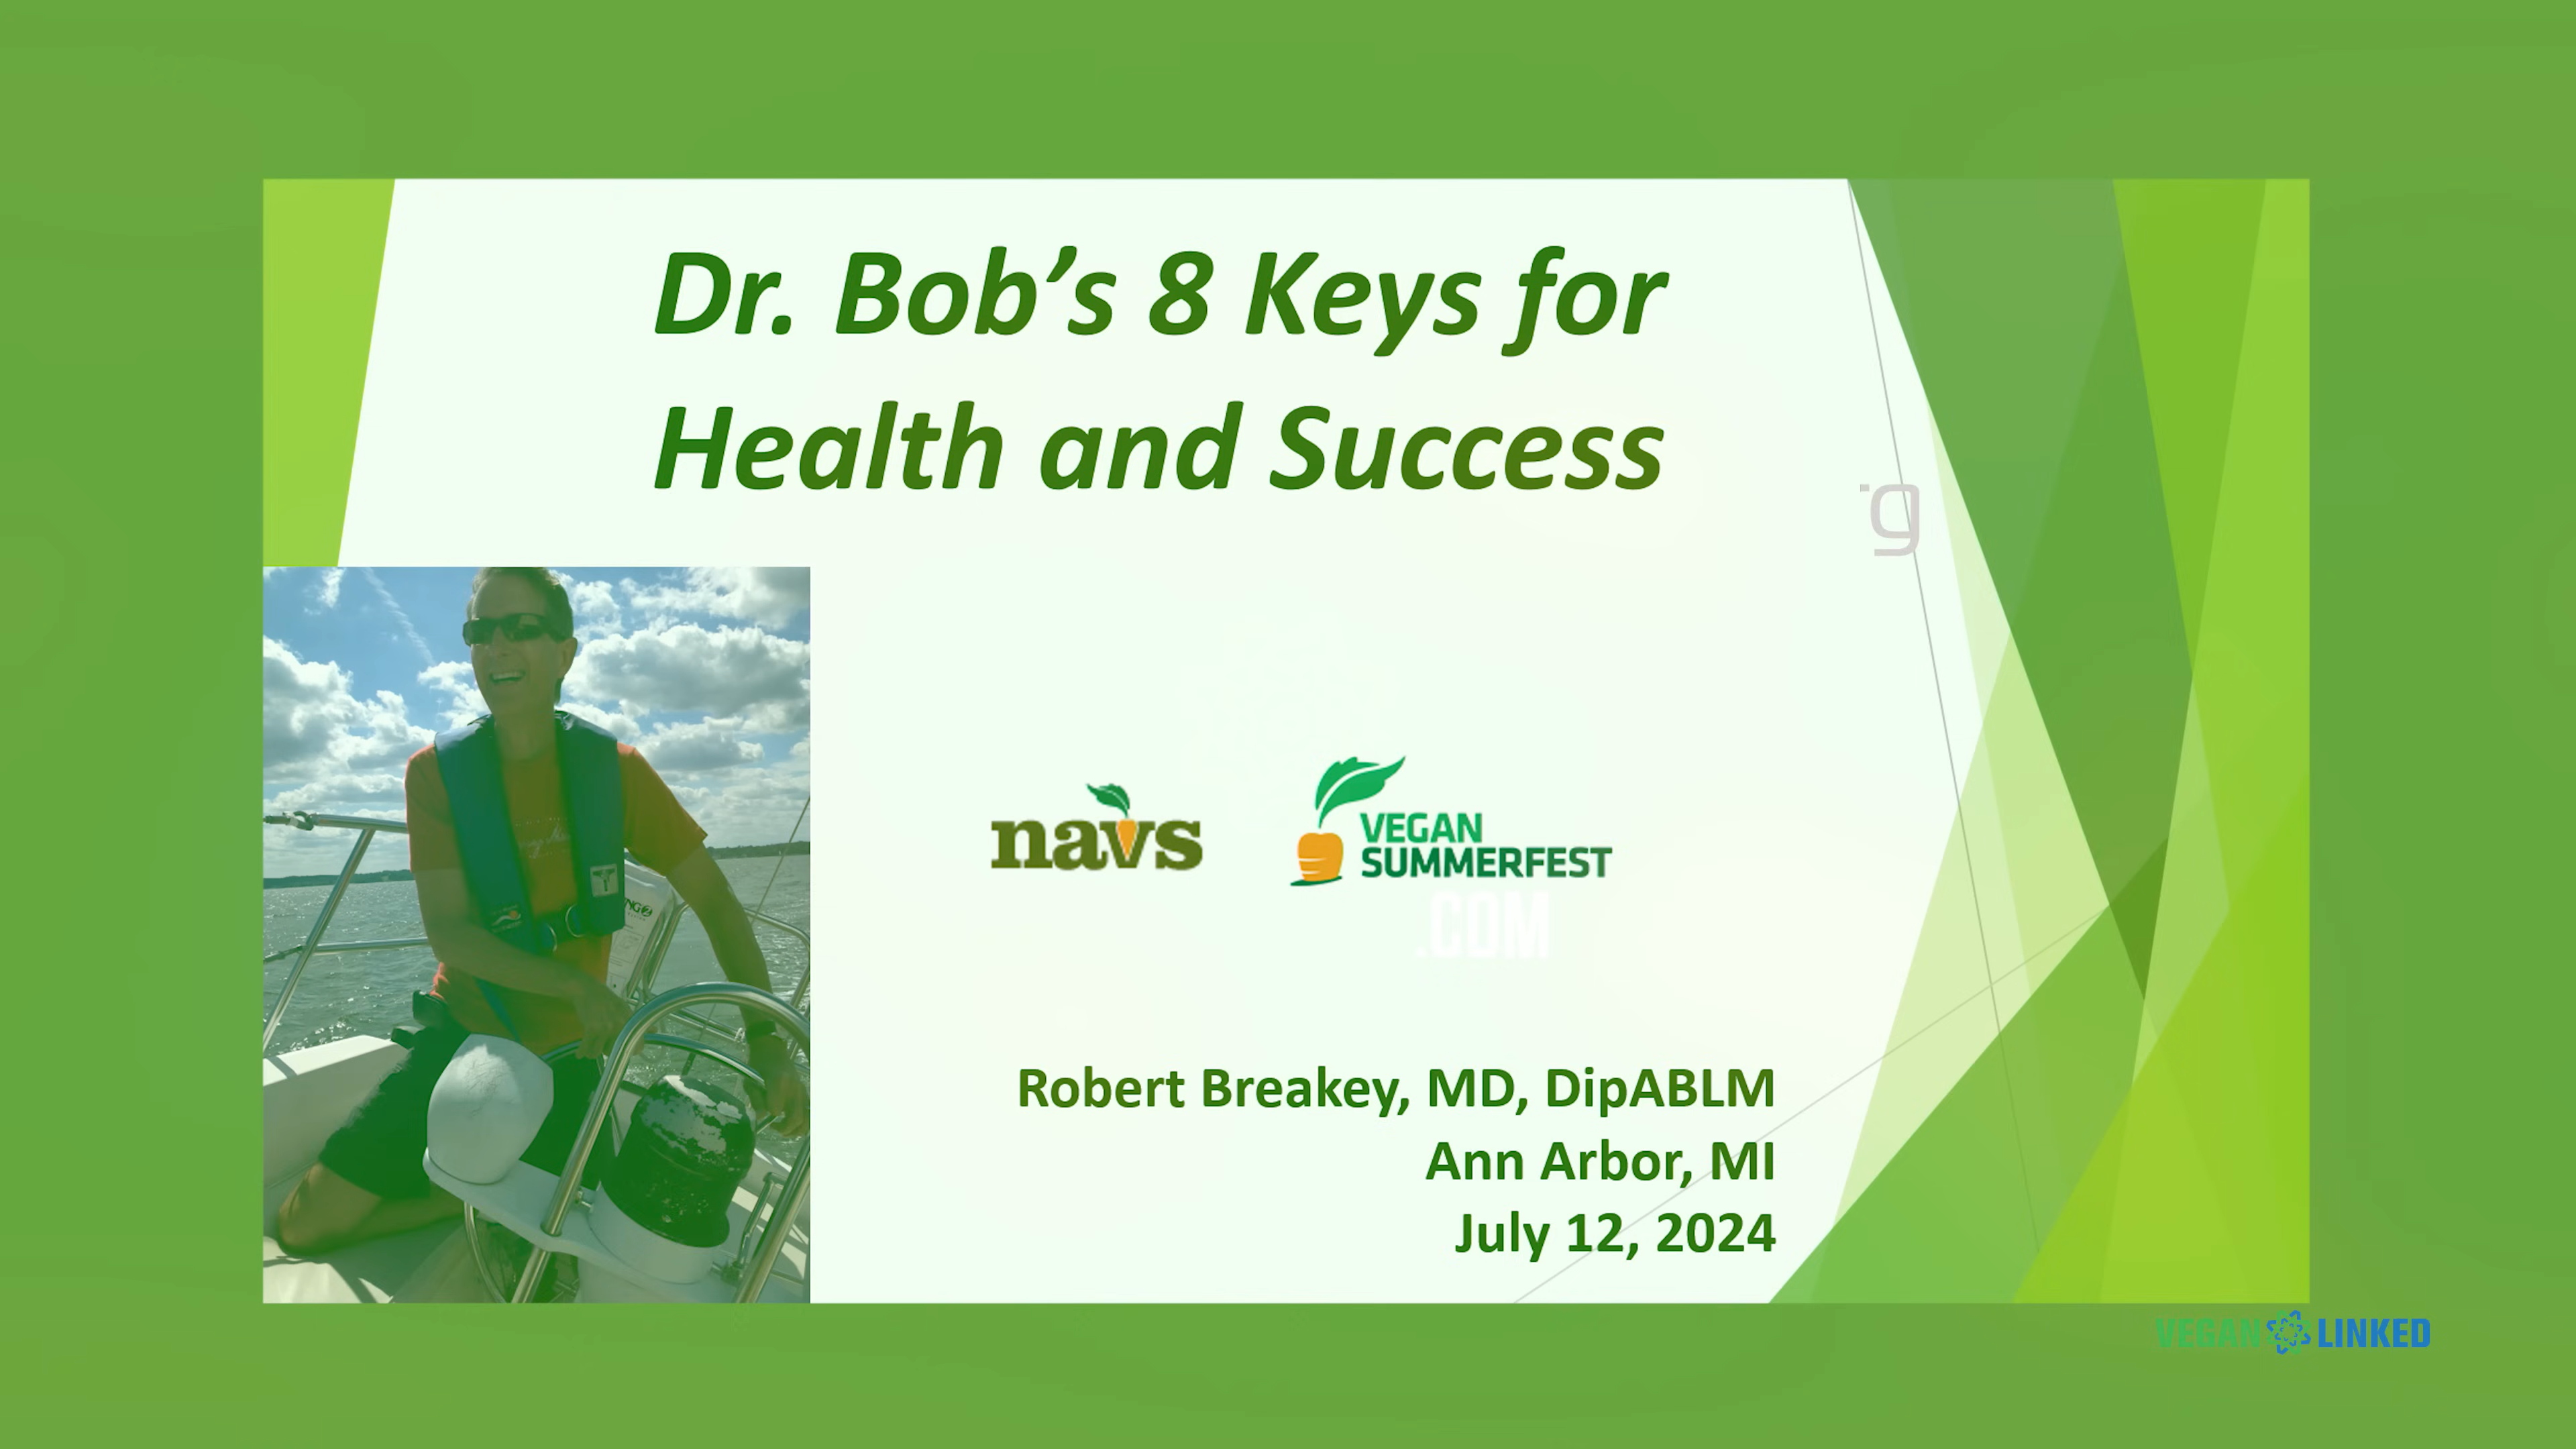 Dr. Bob's 8 Keys for
Health and Success
g
navs
VEGAN
SUMMERFEST
.COM
Robert Breakey, MD, DipABLM
Ann Arbor, MI
July 12, 2024
VEGAN LINKED